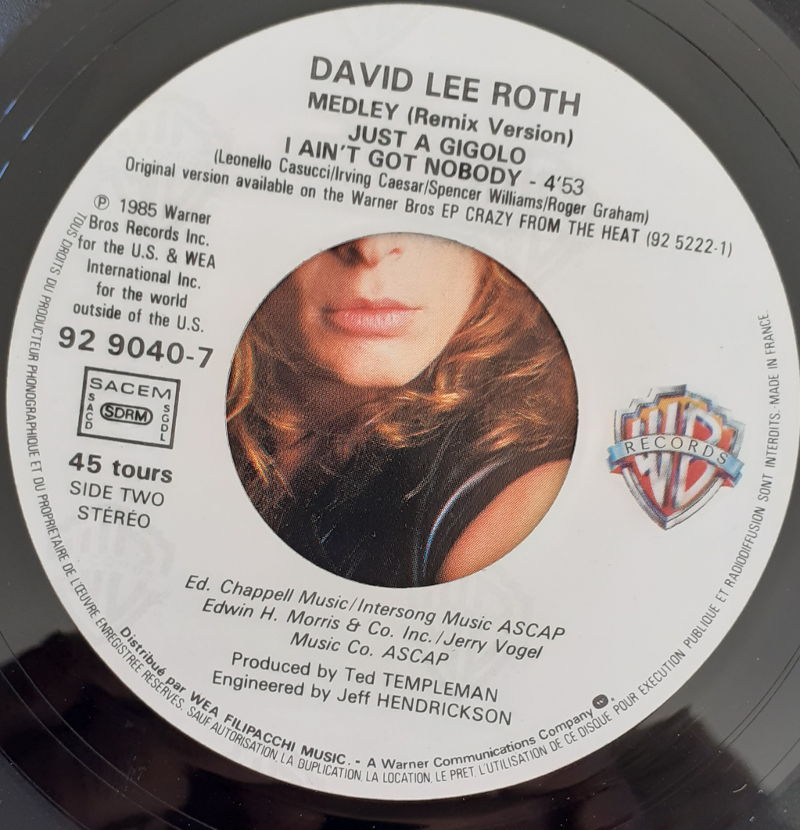 DAVID LEE ROTH
MEDLEY (Remix Version)
JUST A GIGOLO
I AIN'T GOT NOBODY - 4'53
(Leonello Casucci/Irving Caesar/Spencer Williams/Roger Graham)
Original version available on the Warner Bros EP CRAZY FROM THE HEAT (92 5222-1)
℗ 1985 Warner
Bros Records Inc.
for the U.S. & WEA
International Inc.
for the world
outside of the U.S.
92 9040-7
SACEM
SACD
SDRM
SGDL
45 tours
SIDE TWO
STÉRÉO
WB
RECORDS
Ed. Chappell Music/Intersong Music ASCAP
Edwin H. Morris & Co. Inc./Jerry Vogel
Music Co. ASCAP
Produced by Ted TEMPLEMAN
Engineered by Jeff HENDRICKSON
Distribué par WEA FILIPACCHI MUSIC. - A Warner Communications Company
TOUS DROITS DU PRODUCTEUR PHONOGRAPHIQUE ET DU PROPRIETAIRE DE L'ŒUVRE ENREGISTREE RESERVES. SAUF AUTORISATION, LA DUPLICATION, LA LOCATION, LE PRET, L'UTILISATION DE CE DISQUE POUR EXECUTION PUBLIQUE ET RADIODIFFUSION SONT INTERDITS. MADE IN FRANCE.